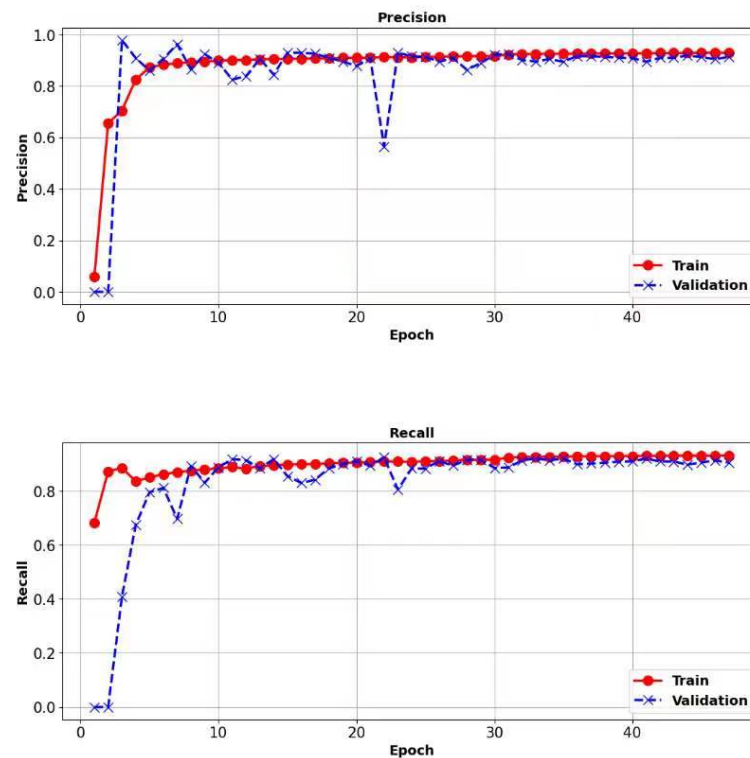 Precision
1.0
0.8
0.6
0.4
0.2
0.0
Precision
Train
Validation
0 10 20 30 40
Epoch
Recall
0.8
0.6
0.4
0.2
0.0
Recall
Train
Validation
0 10 20 30 40
Epoch